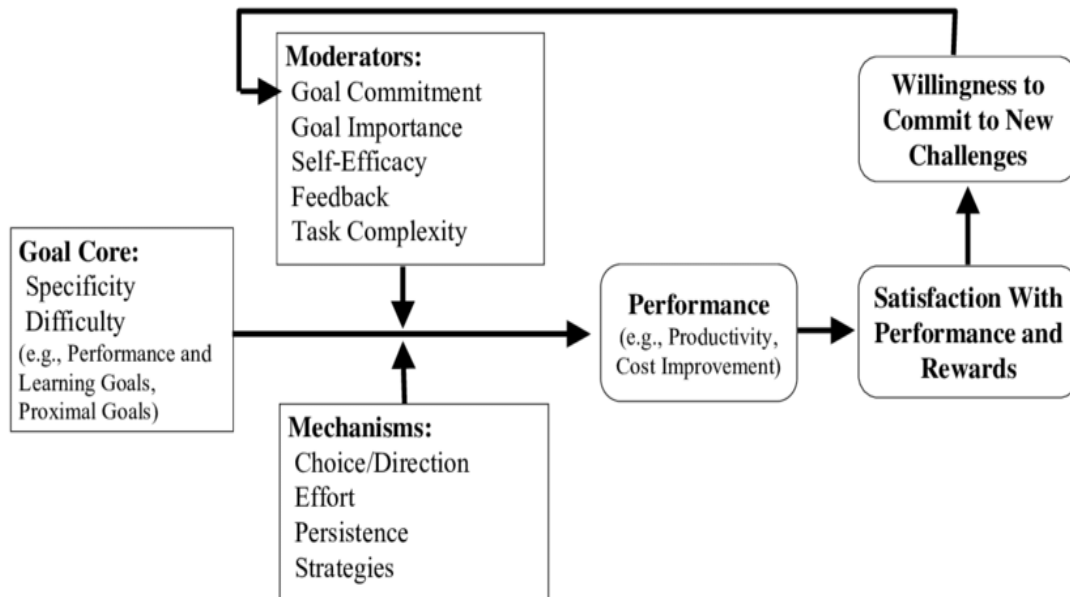 Moderators:
Goal Commitment
Goal Importance
Self-Efficacy
Feedback
Task Complexity
Willingness to
Commit to New
Challenges
Goal Core:
Specificity
Difficulty
(e.g., Performance and
Learning Goals,
Proximal Goals)
Performance
(e.g., Productivity,
Cost Improvement)
Satisfaction With
Performance and
Rewards
Mechanisms:
Choice/Direction
Effort
Persistence
Strategies